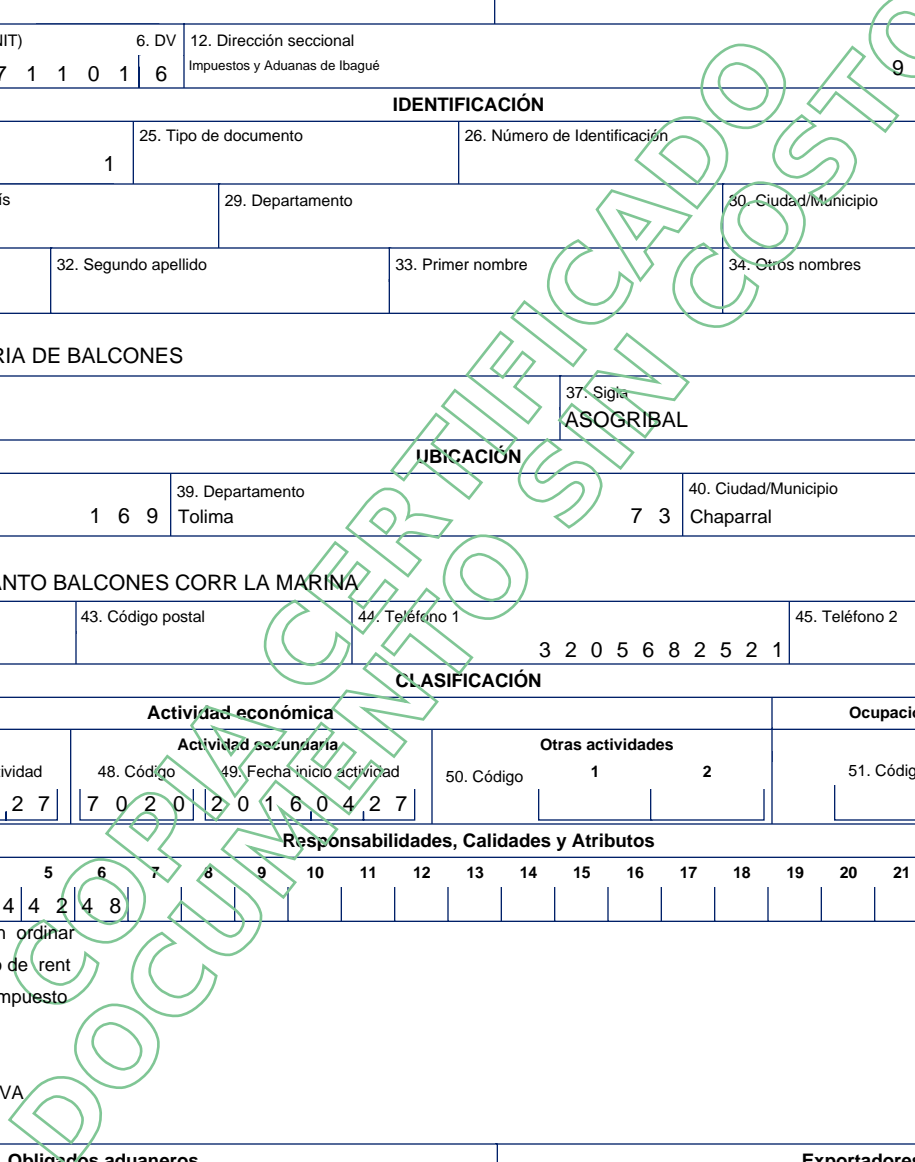 NIT) 6. DV 12. Dirección seccional
7 1 1 0 1 6 Impuestos y Aduanas de Ibagué 9
IDENTIFICACIÓN
25. Tipo de documento 26. Número de Identificación
1
ís 29. Departamento 30. Ciudad/Municipio
32. Segundo apellido 33. Primer nombre 34. Otros nombres
RIA DE BALCONES
37. Sigla
ASOGRIBAL
UBICACIÓN
39. Departamento 40. Ciudad/Municipio
1 6 9 Tolima 7 3 Chaparral
ANTO BALCONES CORR LA MARINA
43. Código postal 44. Teléfono 1 45. Teléfono 2
3 2 0 5 6 8 2 5 2 1
CLASIFICACIÓN
Actividad económica Ocupació
Actividad secundaria Otras actividades
ividad 48. Código 49. Fecha inicio actividad 50. Código 1 2 51. Códig
2 7 7 0 2 0 2 0 1 6 0 4 2 7
Responsabilidades, Calidades y Atributos
5 6 7 8 9 10 11 12 13 14 15 16 17 18 19 20 21
4 4 2 4 8
n ordinar
o de rent
mpuesto
VA
Obligados aduaneros Exportadores
COPIA CERTIFICADO
DOCUMENTO SIN COSTO